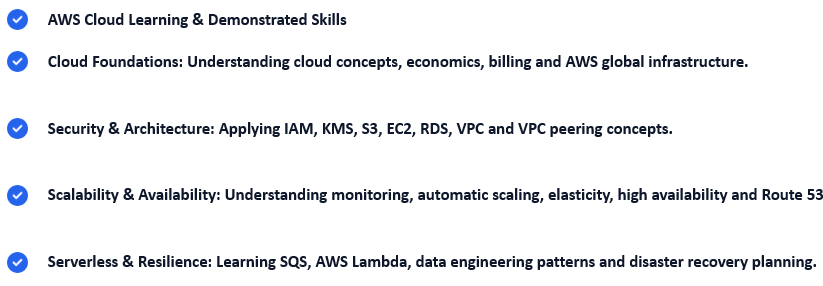 AWS Cloud Learning & Demonstrated Skills
Cloud Foundations: Understanding cloud concepts, economics, billing and AWS global infrastructure.
Security & Architecture: Applying IAM, KMS, S3, EC2, RDS, VPC and VPC peering concepts.
Scalability & Availability: Understanding monitoring, automatic scaling, elasticity, high availability and Route 53
Serverless & Resilience: Learning SQS, AWS Lambda, data engineering patterns and disaster recovery planning.